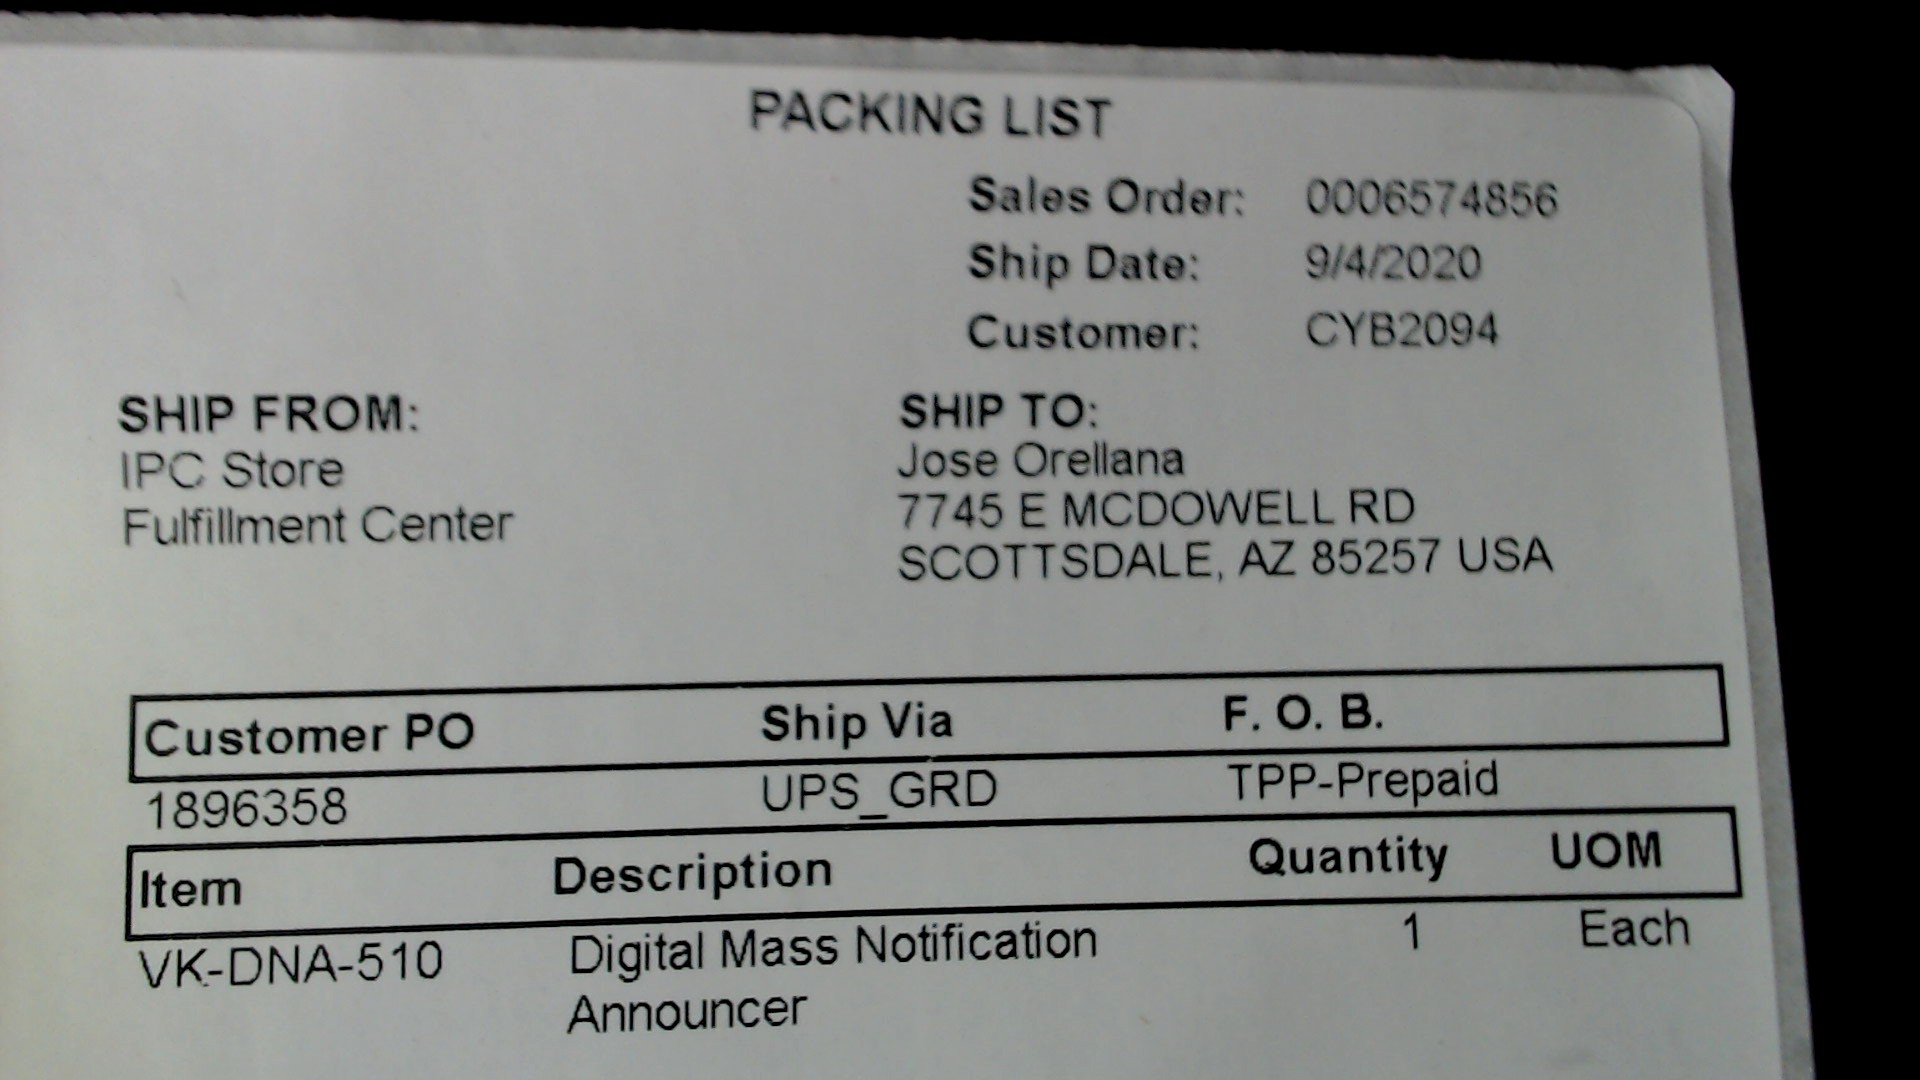 PACKING LIST
Sales Order: 0006574856
Ship Date: 9/4/2020
Customer: CYB2094
SHIP FROM:
IPC Store
Fulfillment Center
SHIP TO:
Jose Orellana
7745 E MCDOWELL RD
SCOTTSDALE, AZ 85257 USA
Customer PO Ship Via F. O. B.
1896358 UPS_GRD TPP-Prepaid
Item Description Quantity UOM
VK-DNA-510 Digital Mass Notification 1 Each
Announcer